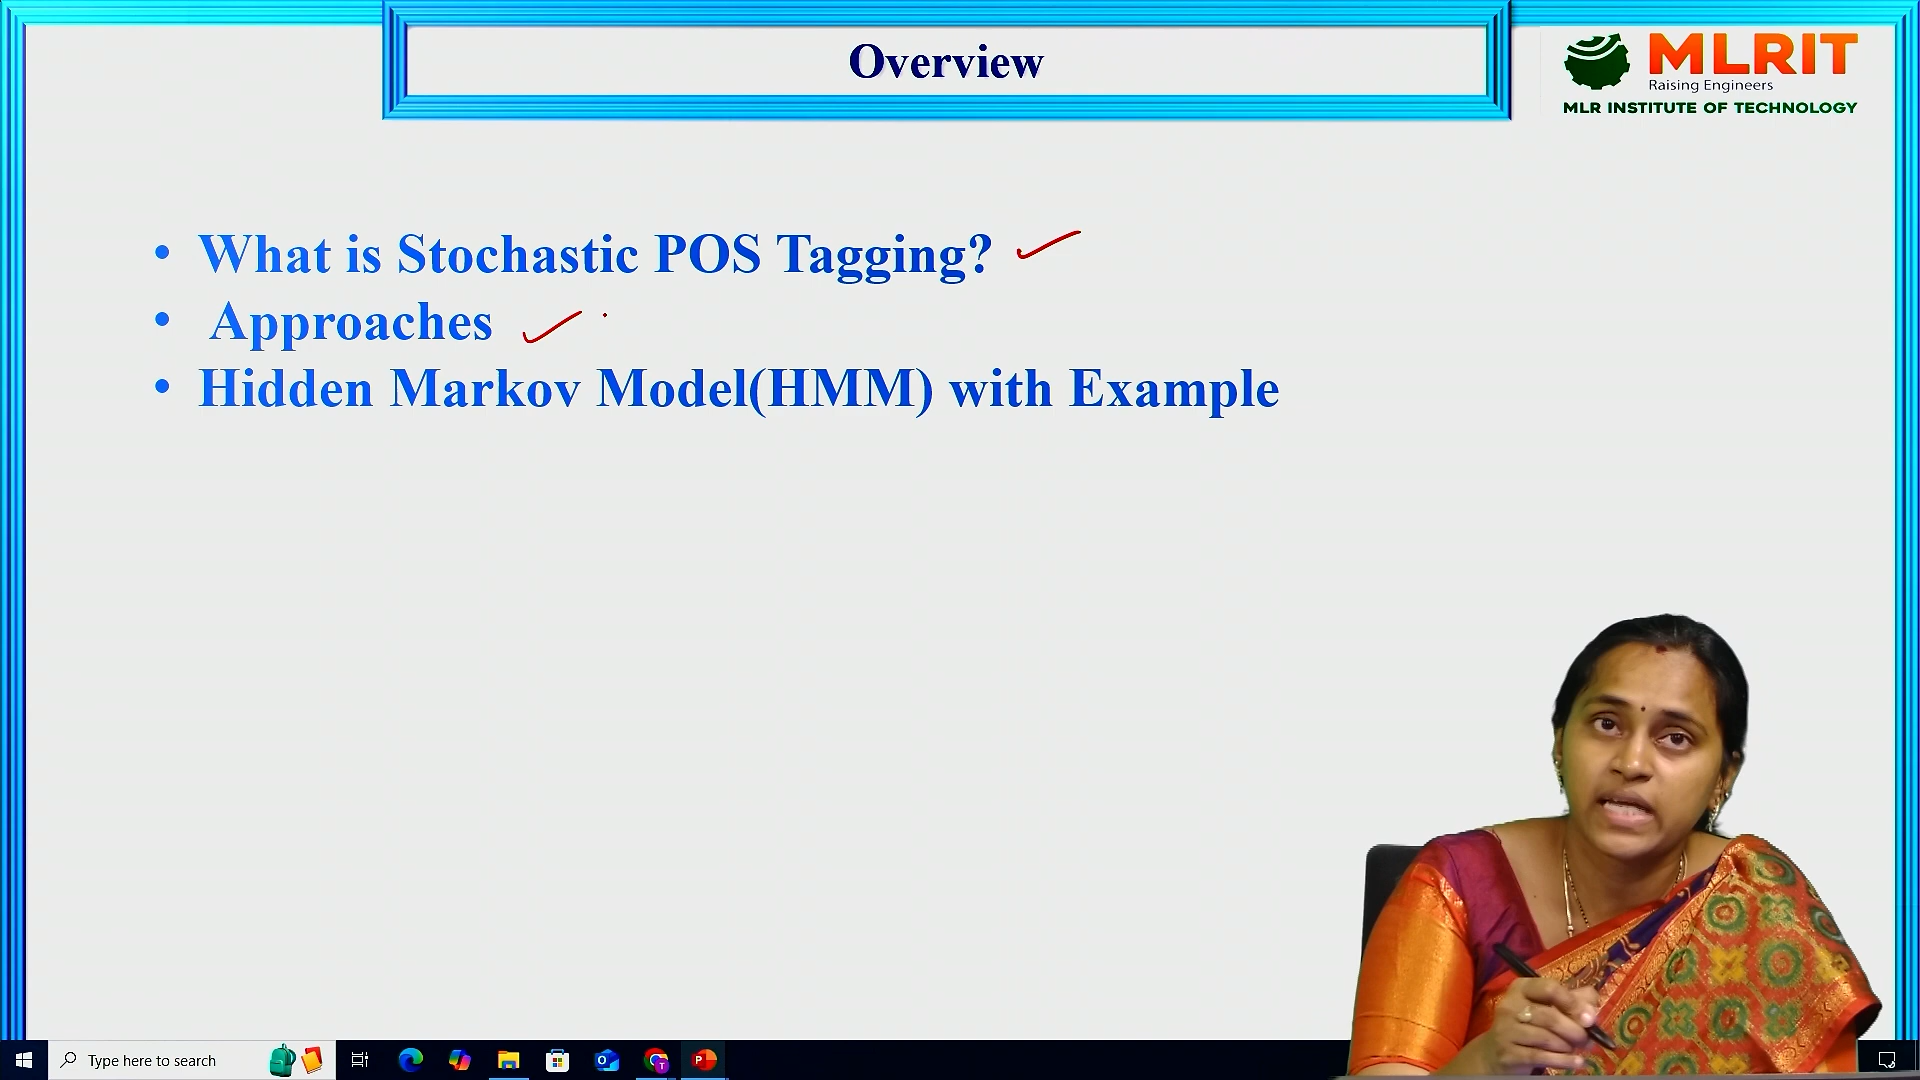 Overview
MLRIT
Raising Engineers
MLR INSTITUTE OF TECHNOLOGY
• What is Stochastic POS Tagging?
• Approaches
• Hidden Markov Model(HMM) with Example
Type here to search